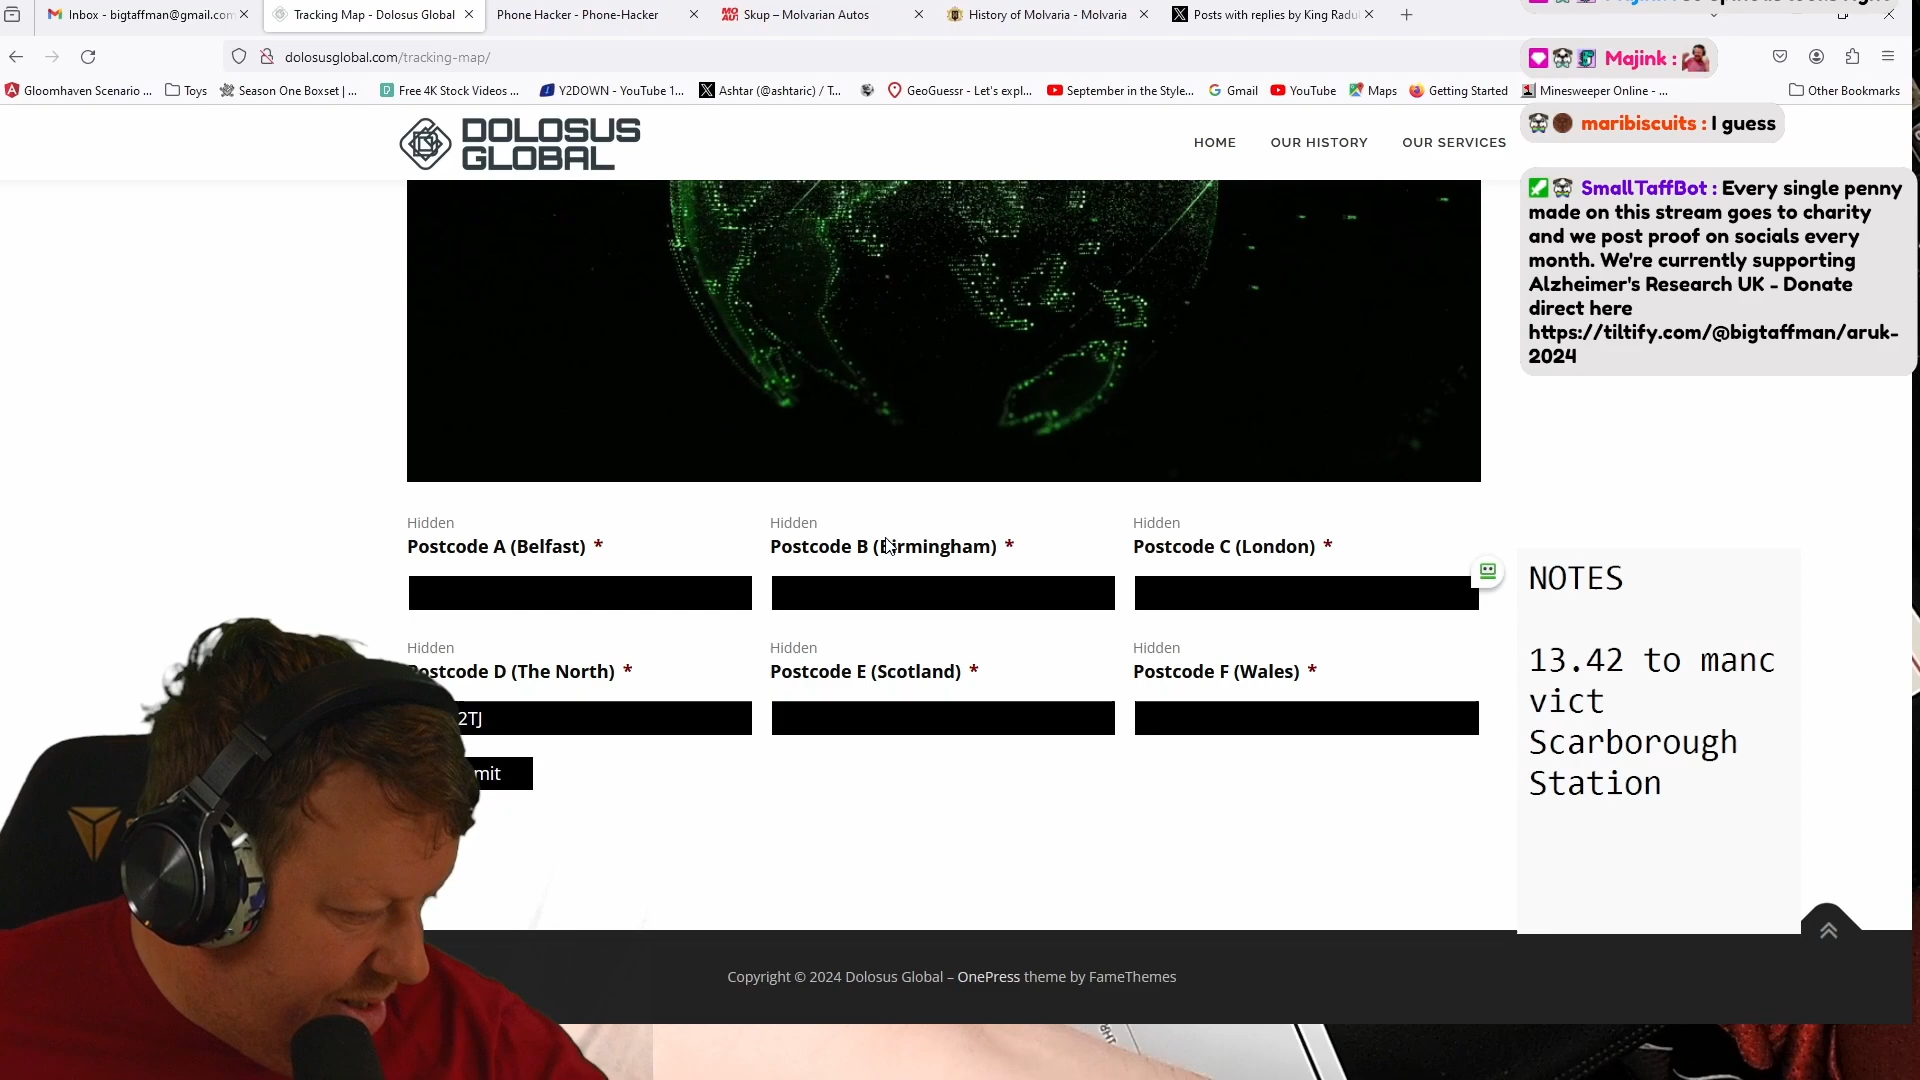 Inbox - bigtaffman@gmail.com
Tracking Map - Dolosus Global
Phone Hacker - Phone-Hacker
Skup – Molvarian Autos
History of Molvaria - Molvaria
Posts with replies by King Radu
dolosusglobal.com/tracking-map/
Gloomhaven Scenario ...
Toys
Season One Boxset | ...
Free 4K Stock Videos ...
Y2DOWN - YouTube 1...
Ashtar (@ashtaric) / T...
GeoGuessr - Let's expl...
September in the Style...
Gmail
YouTube
Maps
Getting Started
Minesweeper Online - ...
Other Bookmarks
DOLOSUS
GLOBAL
HOME
OUR HISTORY
OUR SERVICES
Majink :
maribiscuits : I guess
SmallTaffBot : Every single penny
made on this stream goes to charity
and we post proof on socials every
month. We're currently supporting
Alzheimer's Research UK - Donate
direct here
https://tiltify.com/@bigtaffman/aruk-
2024
Hidden
Postcode A (Belfast) *
Hidden
Postcode B (Birmingham) *
Hidden
Postcode C (London) *
Hidden
Postcode D (The North) *
2TJ
Hidden
Postcode E (Scotland) *
Hidden
Postcode F (Wales) *
mit
NOTES
13.42 to manc
vict
Scarborough
Station
Copyright © 2024 Dolosus Global – OnePress theme by FameThemes